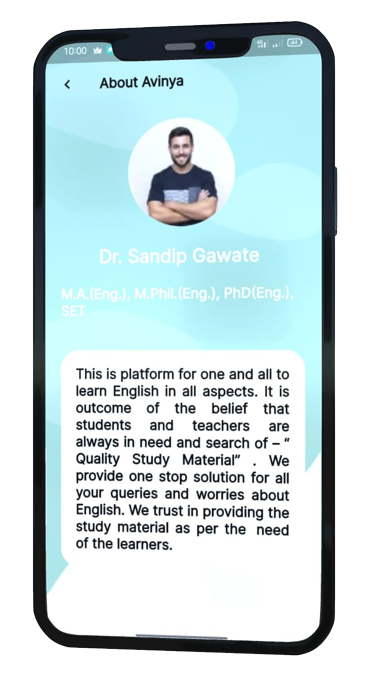 10:00
About Avinya
Dr. Sandip Gawate
M.A.(Eng.), M.Phil.(Eng.), PhD(Eng.),
SET
This is platform for one and all to
learn English in all aspects. It is
outcome of the belief that
students and teachers are
always in need and search of – “
Quality Study Material” . We
provide one stop solution for all
your queries and worries about
English. We trust in providing the
study material as per the need
of the learners.